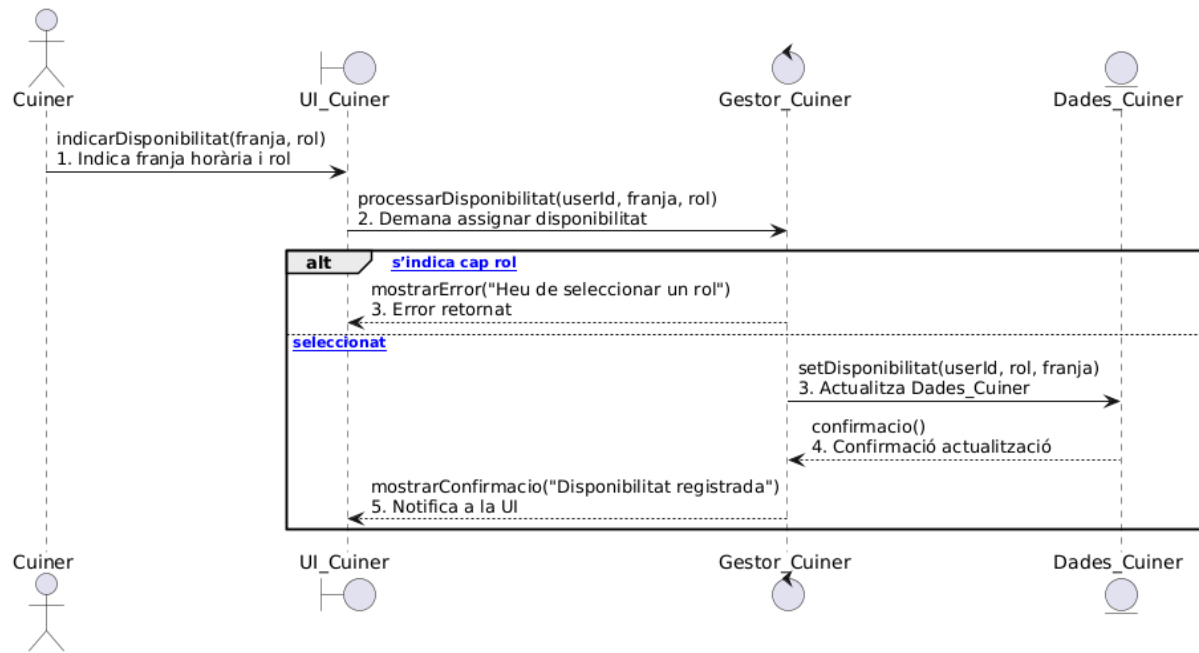 Cuiner
UI_Cuiner
Gestor_Cuiner
Dades_Cuiner
indicarDisponibilitat(franja, rol)
1. Indica franja horària i rol
processarDisponibilitat(userId, franja, rol)
2. Demana assignar disponibilitat
alt
s’indica cap rol
mostrarError("Heu de seleccionar un rol")
3. Error retornat
seleccionat
setDisponibilitat(userId, rol, franja)
3. Actualitza Dades_Cuiner
confirmacio()
4. Confirmació actualització
mostrarConfirmacio("Disponibilitat registrada")
5. Notifica a la UI
Cuiner
UI_Cuiner
Gestor_Cuiner
Dades_Cuiner